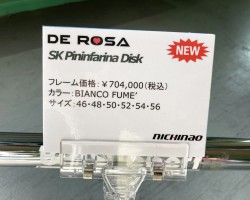 DE ROSA
SK Pininfarina Disk
NEW
フレーム価格：￥704,000(税込)
カラー：BIANCO FUME'
サイズ：46-48-50-52-54-56
NICHINAO